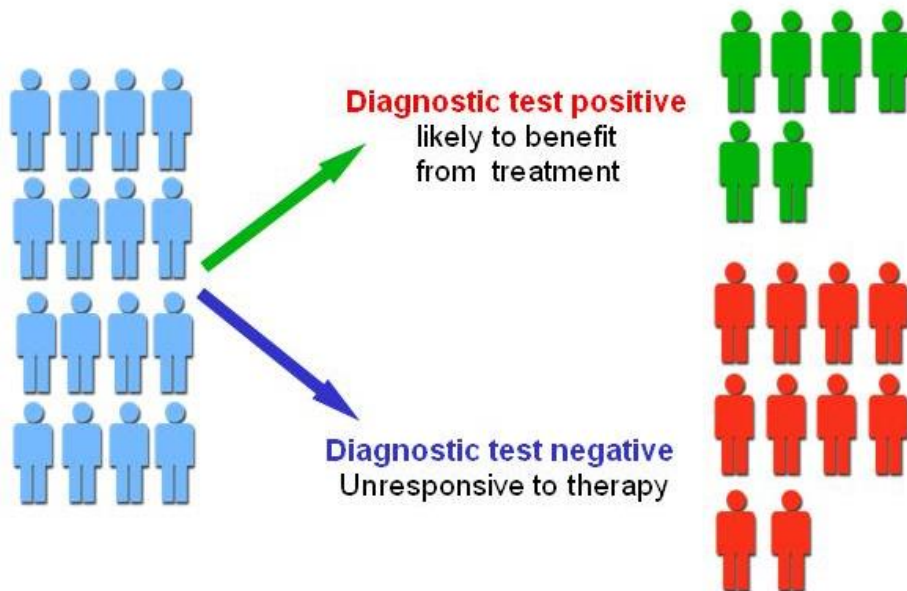 Diagnostic test positive
likely to benefit
from treatment
Diagnostic test negative
Unresponsive to therapy